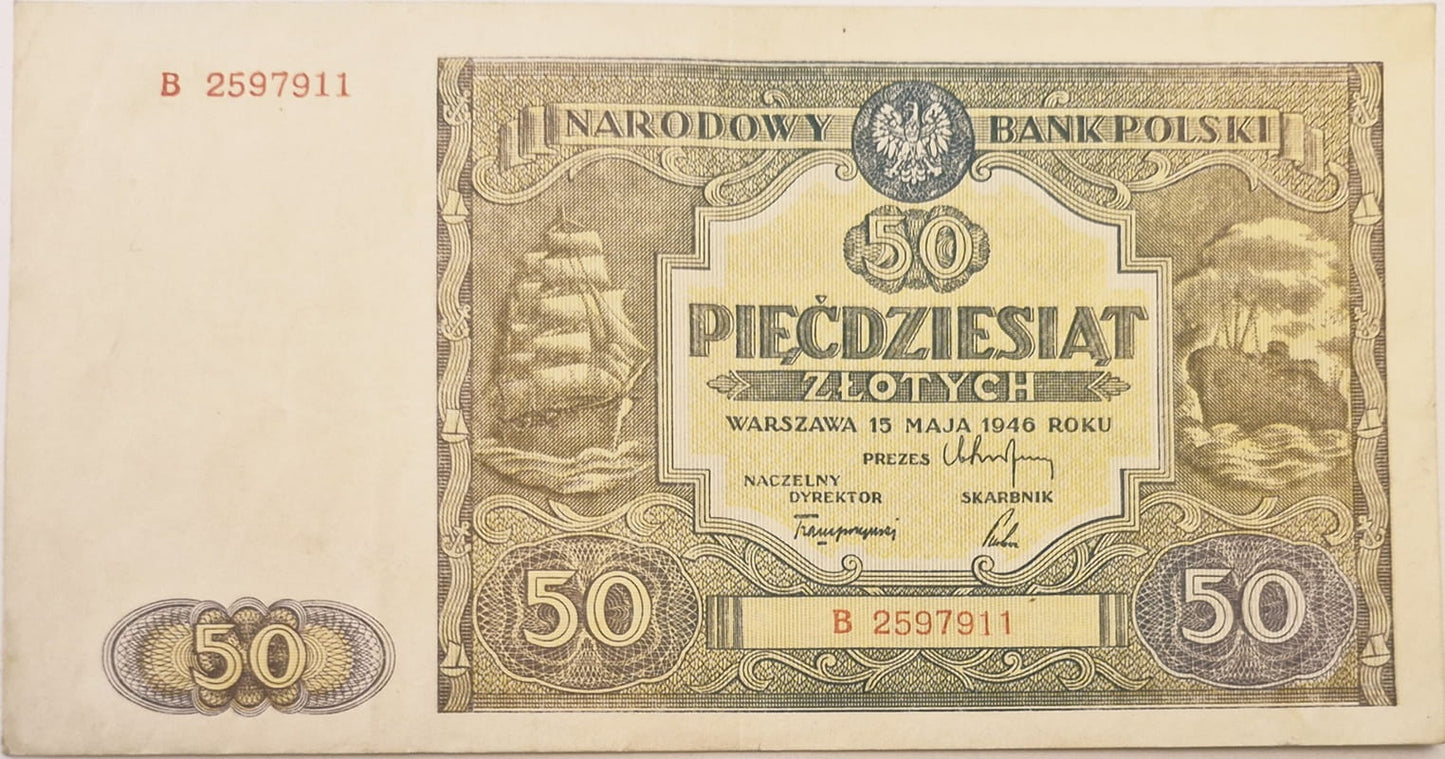 B 2597911
NARODOWY BANK POLSKI
50
PIĘĆDZIESIĄT
ZŁOTYCH
WARSZAWA 15 MAJA 1946 ROKU
PREZES
NACZELNY
DYREKTOR
SKARBNIK
50
50
50
B 2597911